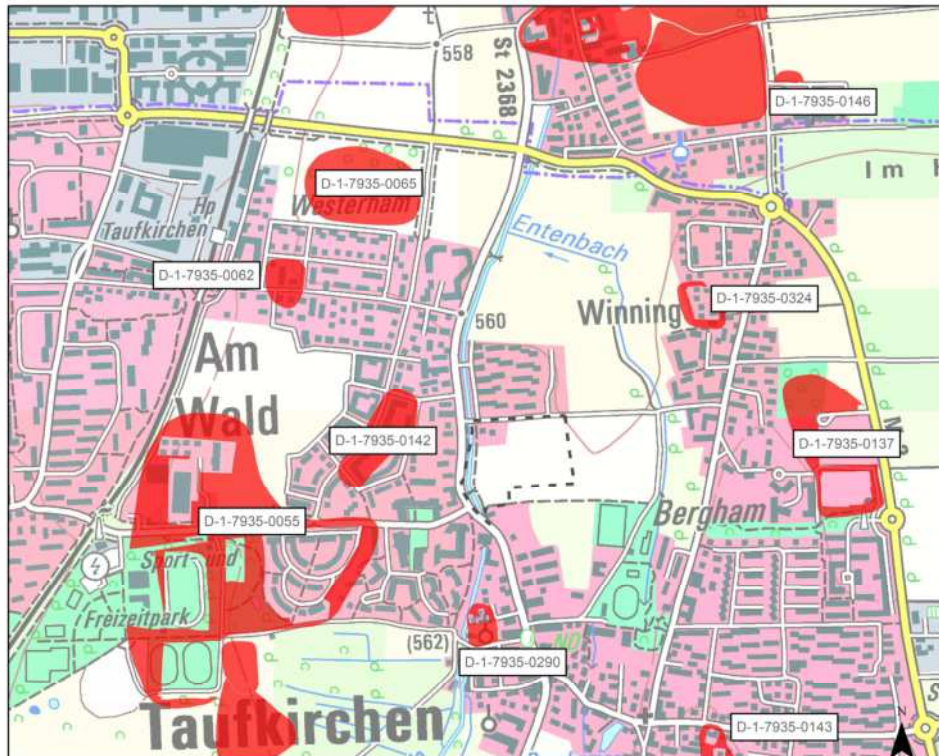 558
St 2368
D-1-7935-0146
Im
D-1-7935-0065
Westerham
Hp
Taufkirchen
Entenbach
D-1-7935-0062
D-1-7935-0324
Winning
560
Am
Wald
D-1-7935-0142
D-1-7935-0137
D-1-7935-0055
Bergham
Sport- und
Freizeitpark
(562)
ND
D-1-7935-0290
Taufkirchen
D-1-7935-0143
N